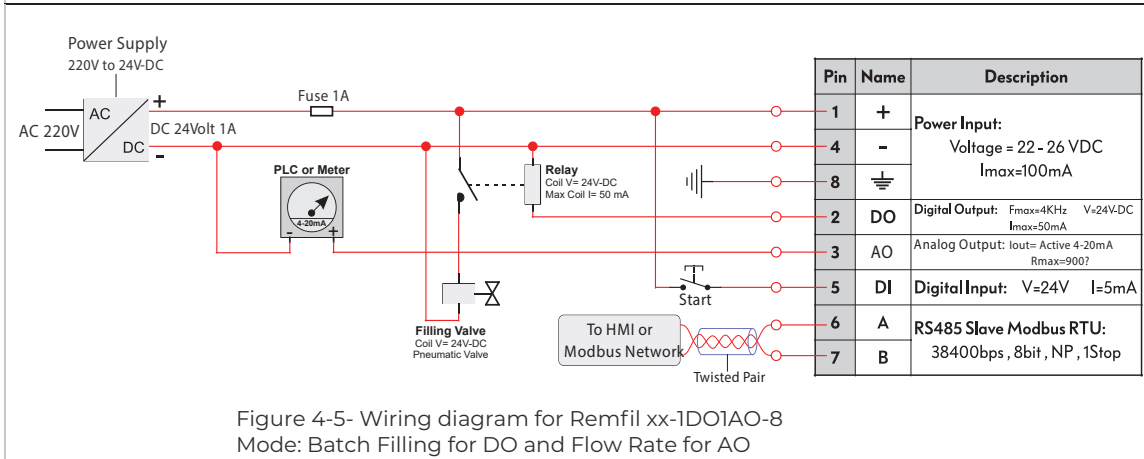 Power Supply
220V to 24V-DC
AC 220V
AC
DC
+
-
DC 24Volt 1A
Fuse 1A
PLC or Meter
4-20mA
- +
Relay
Coil V= 24V-DC
Max Coil I= 50 mA
Filling Valve
Coil V= 24V-DC
Pneumatic Valve
Start
To HMI or
Modbus Network
Twisted Pair
Pin Name Description
1 +
4 -
8
Power Input:
Voltage = 22 - 26 VDC
Imax=100mA
2 DO Digital Output: Fmax=4KHz V=24V-DC
Imax=50mA
3 AO Analog Output: Iout= Active 4-20mA
Rmax=900?
5 DI Digital Input: V=24V I=5mA
6 A
7 B
RS485 Slave Modbus RTU:
38400bps , 8bit , NP , 1Stop
Figure 4-5- Wiring diagram for Remfil xx-1DO1AO-8
Mode: Batch Filling for DO and Flow Rate for AO